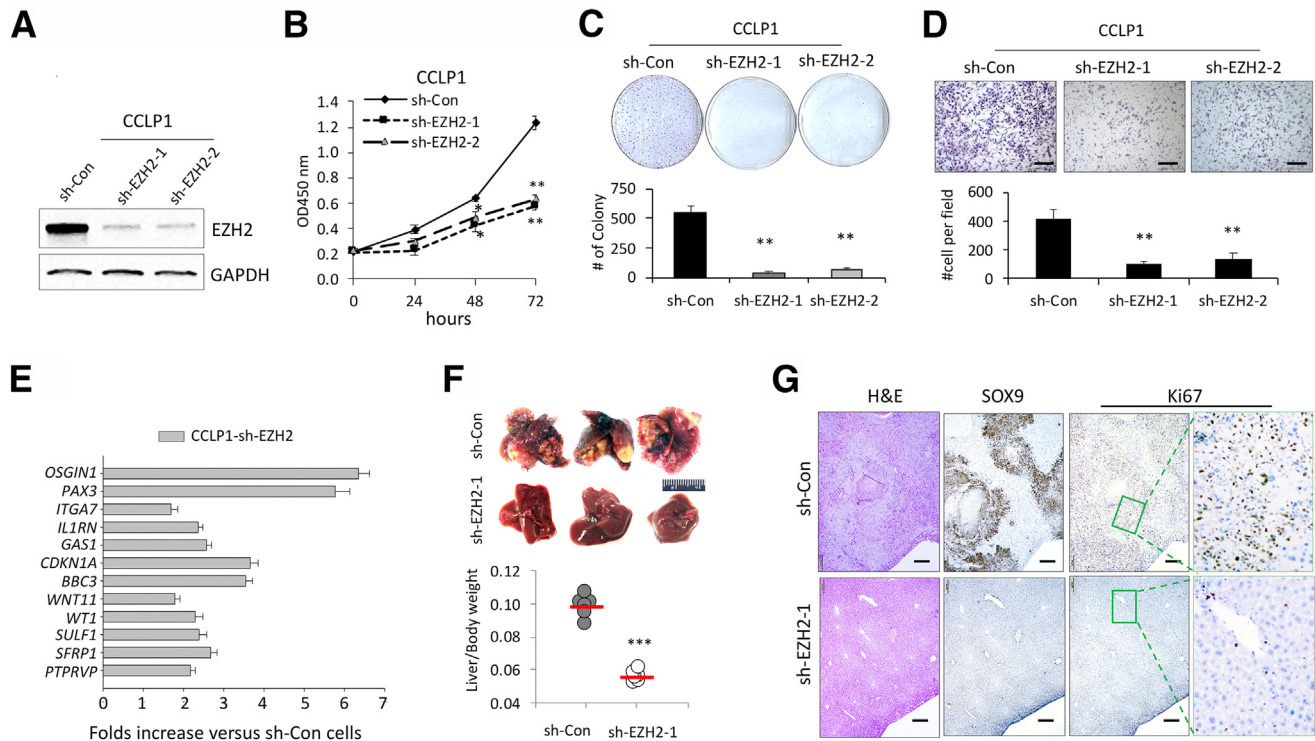 A
CCLP1
sh-Con
sh-EZH2-1
sh-EZH2-2
EZH2
GAPDH
B
CCLP1
sh-Con
sh-EZH2-1
sh-EZH2-2
OD450 nm
1.4
1.2
1.0
0.8
0.6
0.4
0.2
0.0
*
*
**
**
0 24 48 72
hours
C
CCLP1
sh-Con sh-EZH2-1 sh-EZH2-2
# of Colony
750
500
250
0
** **
sh-Con sh-EZH2-1 sh-EZH2-2
D
CCLP1
sh-Con sh-EZH2-1 sh-EZH2-2
#cell per field
600
400
200
0
** **
sh-Con sh-EZH2-1 sh-EZH2-2
E
CCLP1-sh-EZH2
OSGIN1
PAX3
ITGA7
IL1RN
GAS1
CDKN1A
BBC3
WNT11
WT1
SULF1
SFRP1
PTPRVP
0 1 2 3 4 5 6 7
Folds increase versus sh-Con cells
F
sh-Con
sh-EZH2-1
Liver/Body weight
0.12
0.10
0.08
0.06
0.04
***
sh-Con sh-EZH2-1
G
H&E SOX9 Ki67
sh-Con
sh-EZH2-1